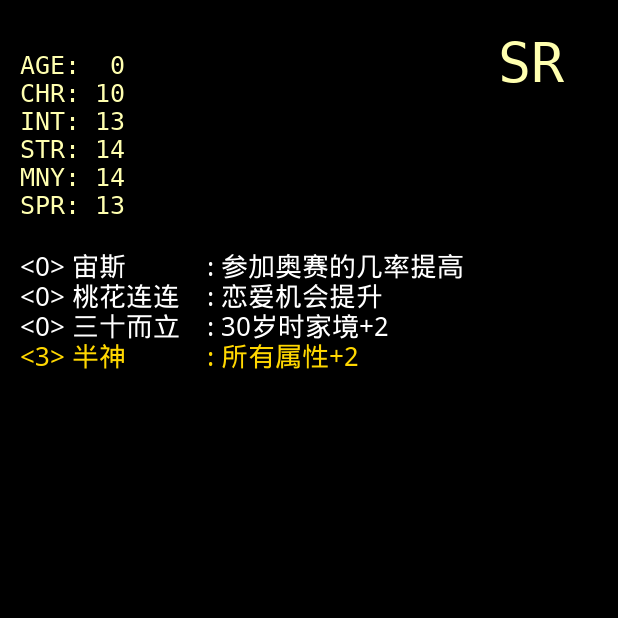 SR
AGE:  0
CHR: 10
INT: 13
STR: 14
MNY: 14
SPR: 13
<0> 宙斯 : 参加奥赛的几率提高
<0> 桃花连连 : 恋爱机会提升
<0> 三十而立 : 30岁时家境+2
<3> 半神 : 所有属性+2